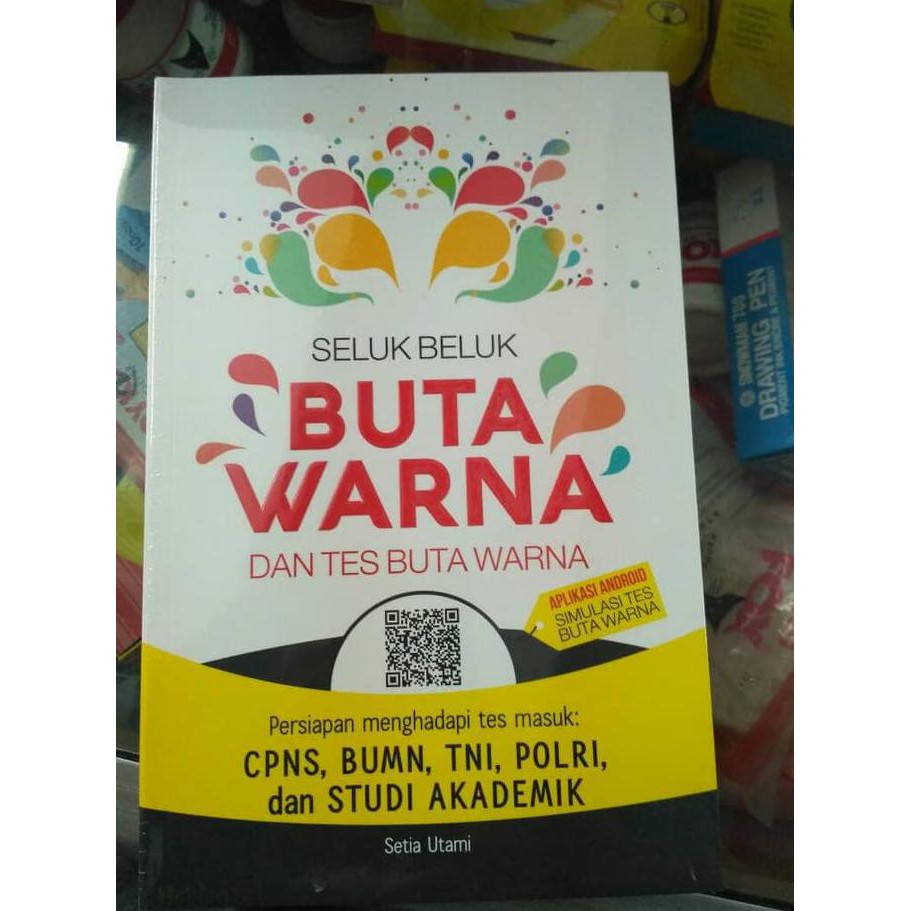 SELUK BELUK
BUTA
WARNA
DAN TES BUTA WARNA
APLIKASI ANDROID
SIMULASI TES
BUTA WARNA
Persiapan menghadapi tes masuk:
CPNS, BUMN, TNI, POLRI,
dan STUDI AKADEMIK
Setia Utami
DRAWING PEN